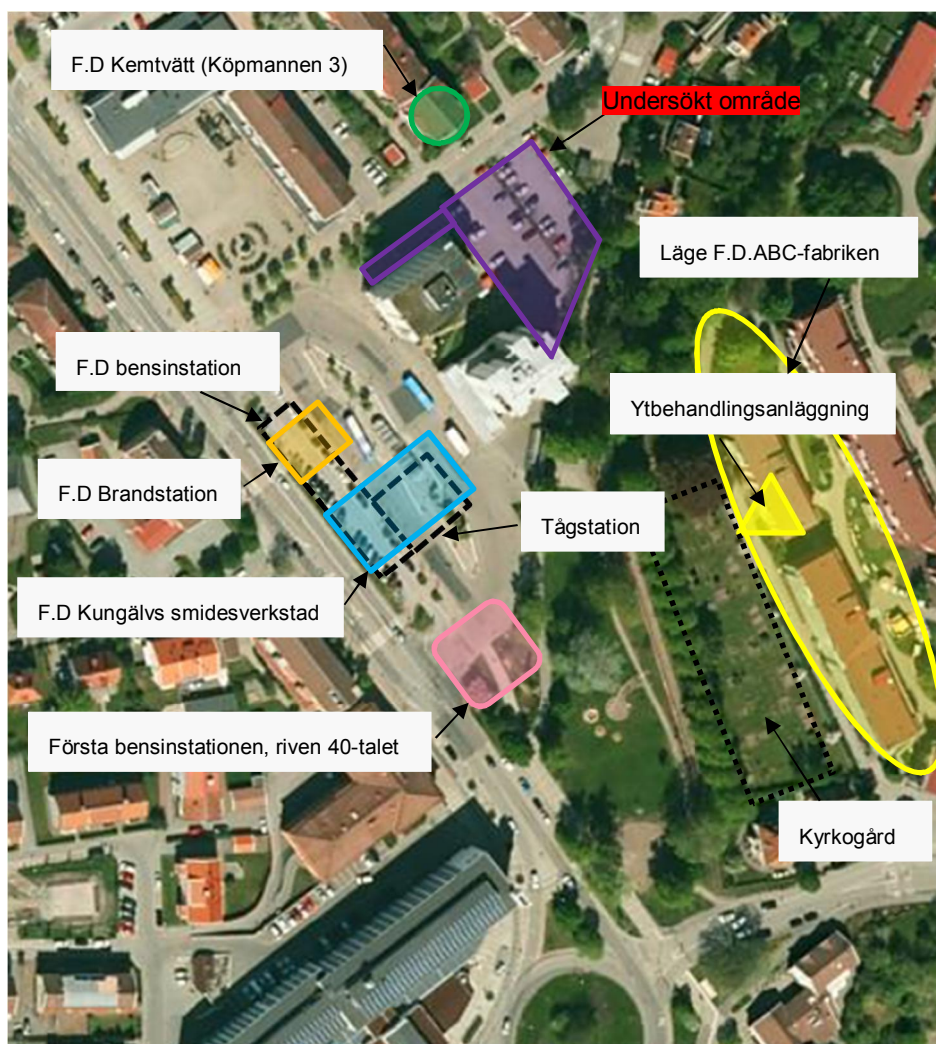 F.D Kemtvätt (Köpmannen 3)
Undersökt område
Läge F.D.ABC-fabriken
F.D bensinstation
Ytbehandlingsanläggning
F.D Brandstation
Tågstation
F.D Kungälvs smidesverkstad
Första bensinstationen, riven 40-talet
Kyrkogård